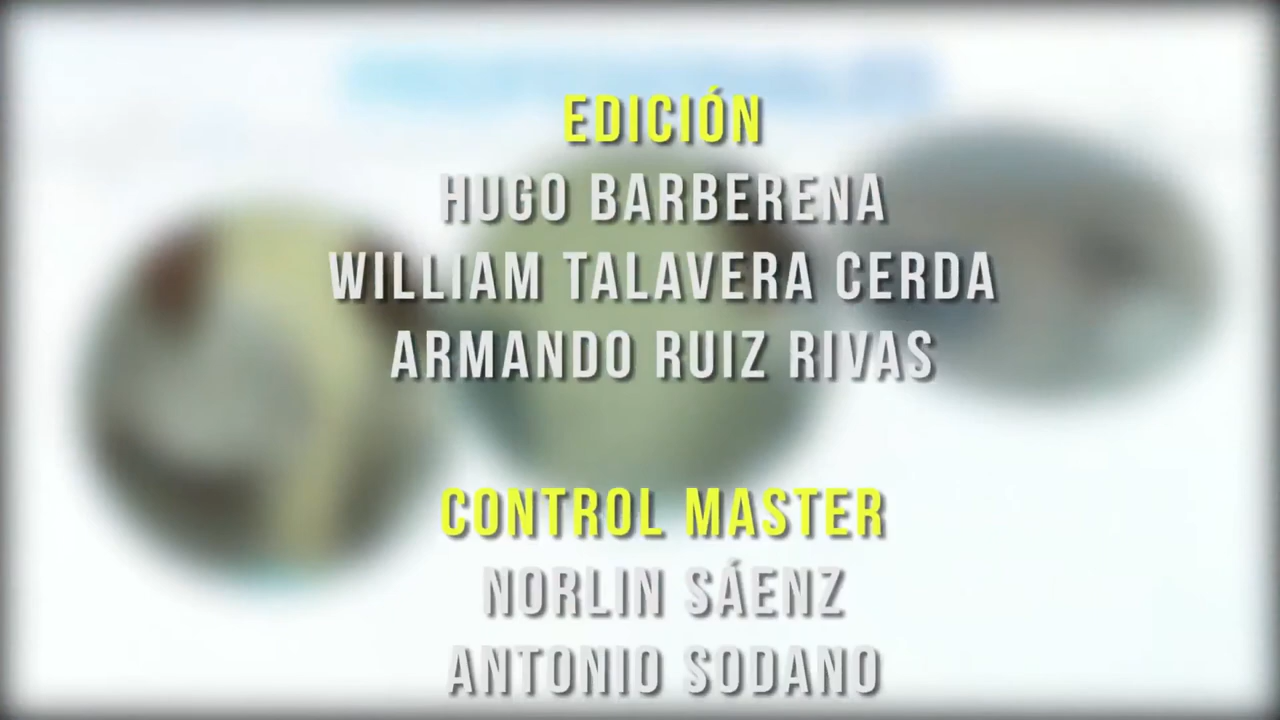 EDICIÓN
HUGO BARBERENA
WILLIAM TALAVERA CERDA
ARMANDO RUIZ RIVAS
CONTROL MASTER
NORLIN SÁENZ
ANTONIO SODANO